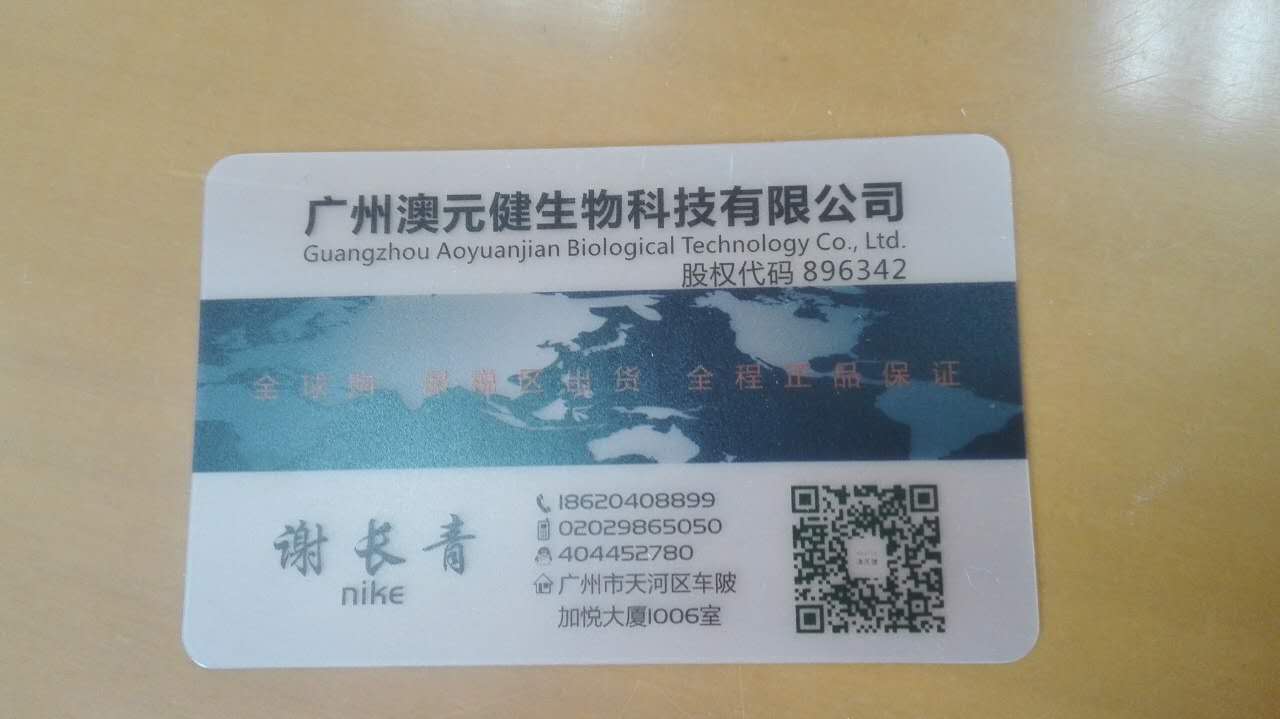 广州澳元健生物科技有限公司
Guangzhou Aoyuanjian Biological Technology Co., Ltd.
股权代码 896342
全球购 保税区出货 全程正品保证
谢长青
nike
18620408899
02029865050
404452780
广州市天河区车陂
加悦大厦1006室